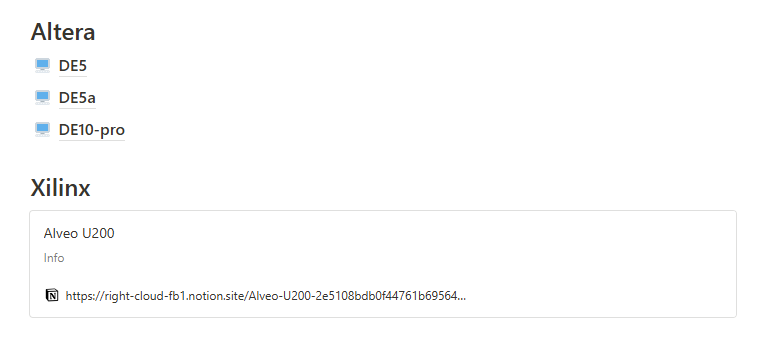 Altera
DE5
DE5a
DE10-pro
Xilinx
Alveo U200
Info
https://right-cloud-fb1.notion.site/Alveo-U200-2e5108bdb0f44761b69564...